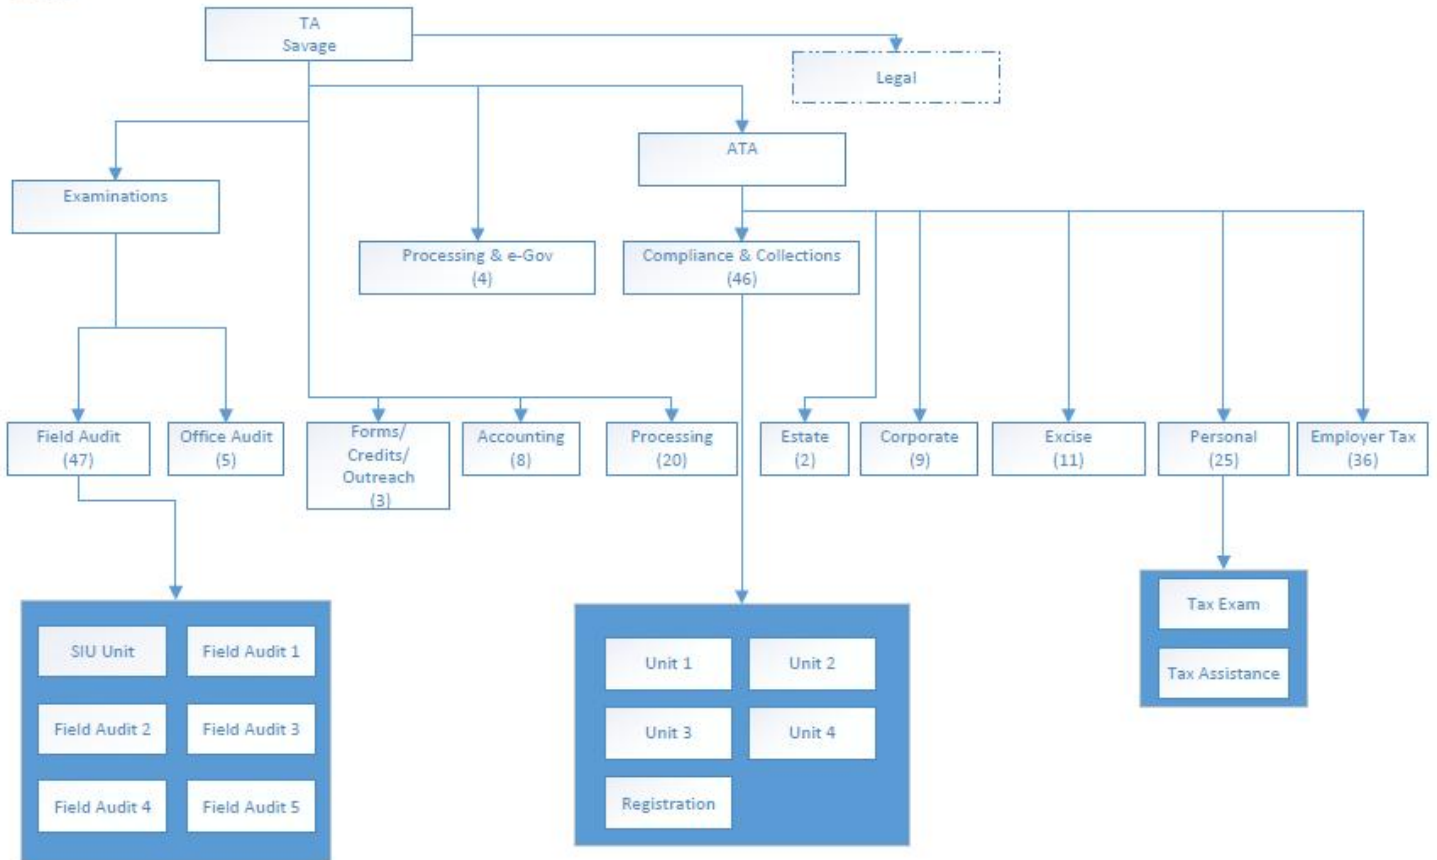 TA
Savage
Legal
ATA
Examinations
Processing & e-Gov
(4)
Compliance & Collections
(46)
Field Audit
(47)
Office Audit
(5)
Forms/
Credits/
Outreach
(3)
Accounting
(8)
Processing
(20)
Estate
(2)
Corporate
(9)
Excise
(11)
Personal
(25)
Employer Tax
(36)
SIU Unit
Field Audit 1
Field Audit 2
Field Audit 3
Field Audit 4
Field Audit 5
Unit 1
Unit 2
Unit 3
Unit 4
Registration
Tax Exam
Tax Assistance